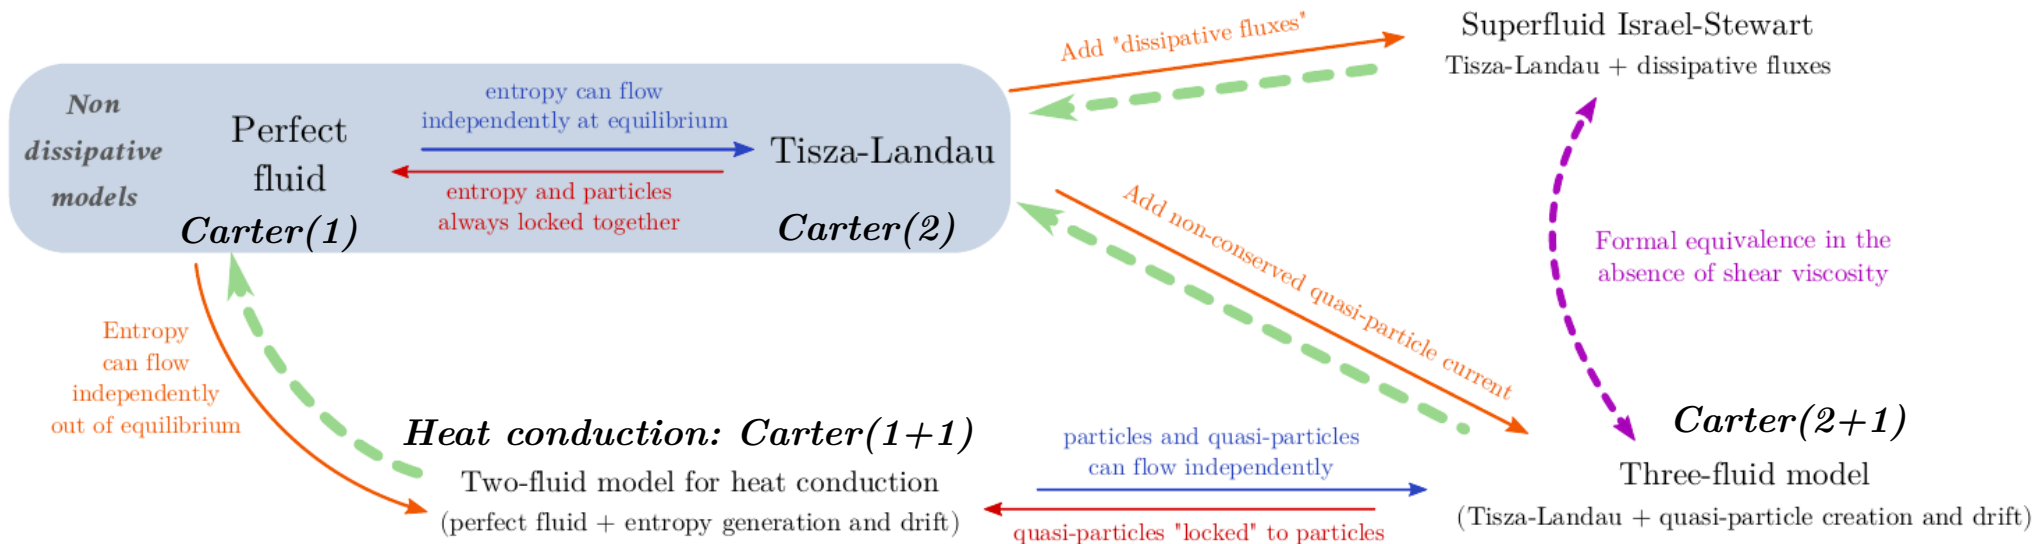 Non
dissipative
models
Perfect
fluid
Carter(1)
entropy can flow
independently at equilibrium
entropy and particles
always locked together
Tisza-Landau
Carter(2)
Add "dissipative fluxes"
Superfluid Israel-Stewart
Tisza-Landau + dissipative fluxes
Add non-conserved quasi-particle current
Formal equivalence in the
absence of shear viscosity
Entropy
can flow
independently
out of equilibrium
Heat conduction: Carter(1+1)
Two-fluid model for heat conduction
(perfect fluid + entropy generation and drift)
particles and quasi-particles
can flow independently
quasi-particles "locked" to particles
Carter(2+1)
Three-fluid model
(Tisza-Landau + quasi-particle creation and drift)